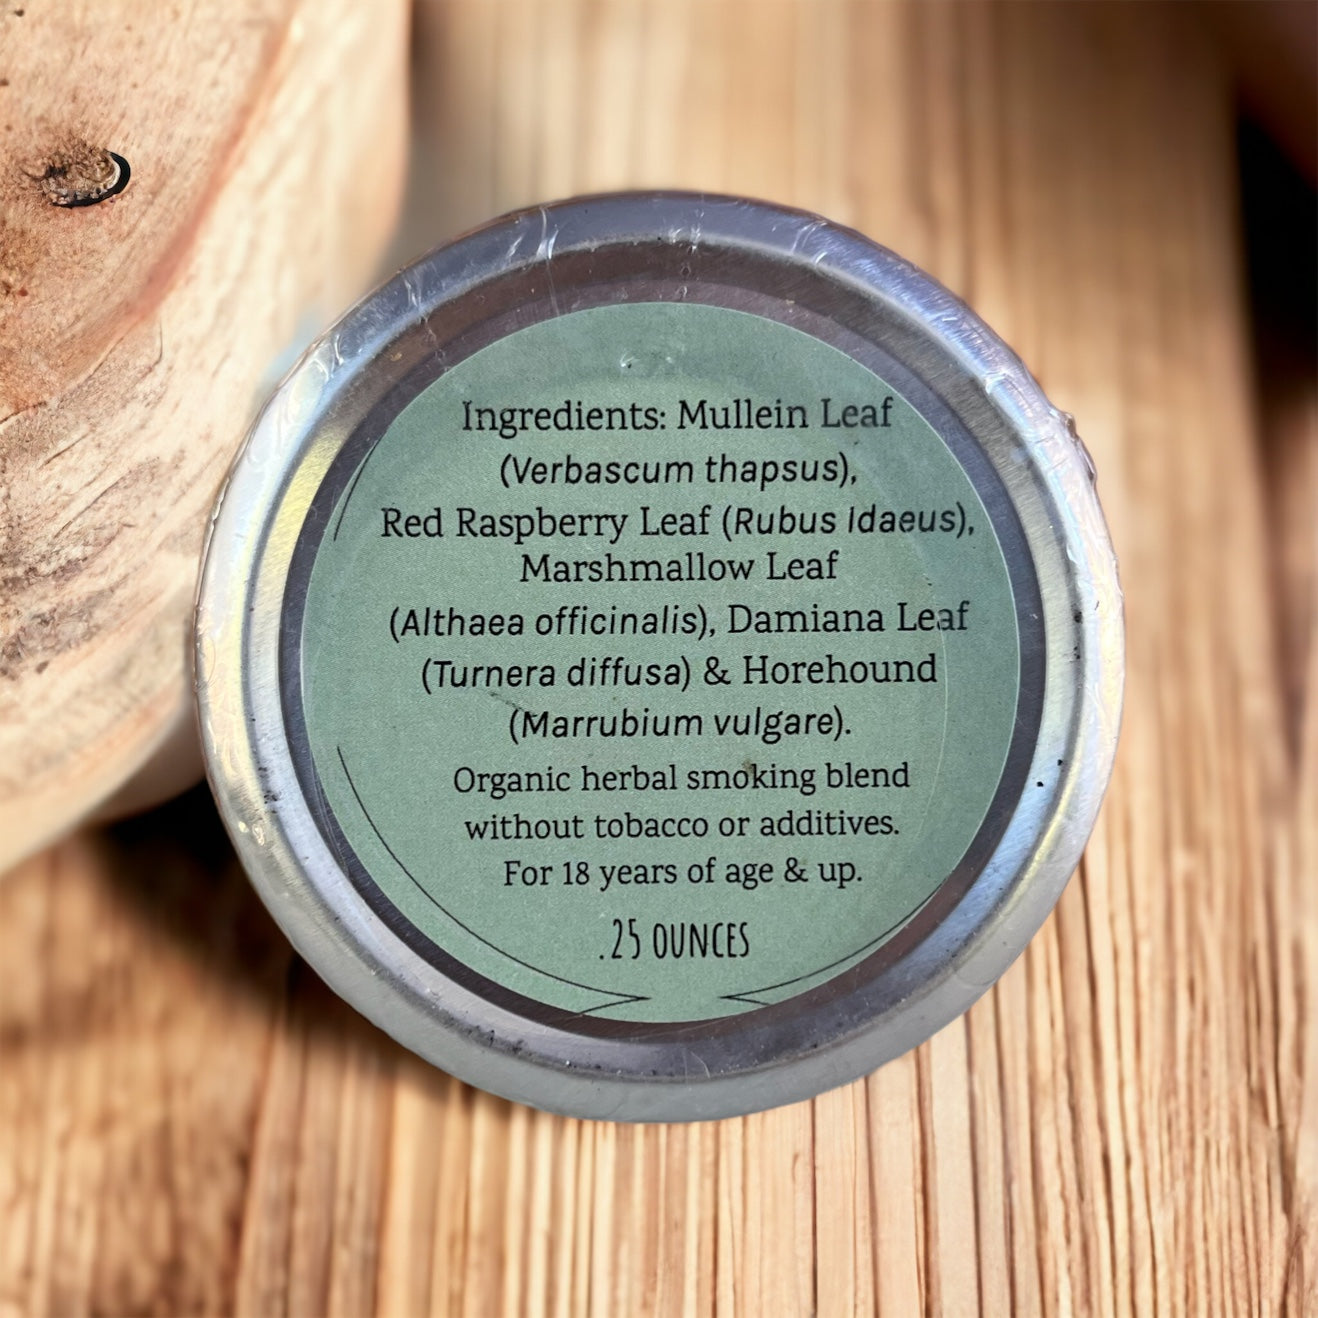 Ingredients: Mullein Leaf
(Verbascum thapsus),
Red Raspberry Leaf (Rubus Idaeus),
Marshmallow Leaf
(Althaea officinalis), Damiana Leaf
(Turnera diffusa) & Horehound
(Marrubium vulgare).
Organic herbal smoking blend
without tobacco or additives.
For 18 years of age & up.
.25 OUNCES